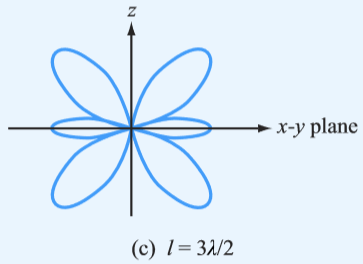 z
x-y plane
(c) l = 3λ/2